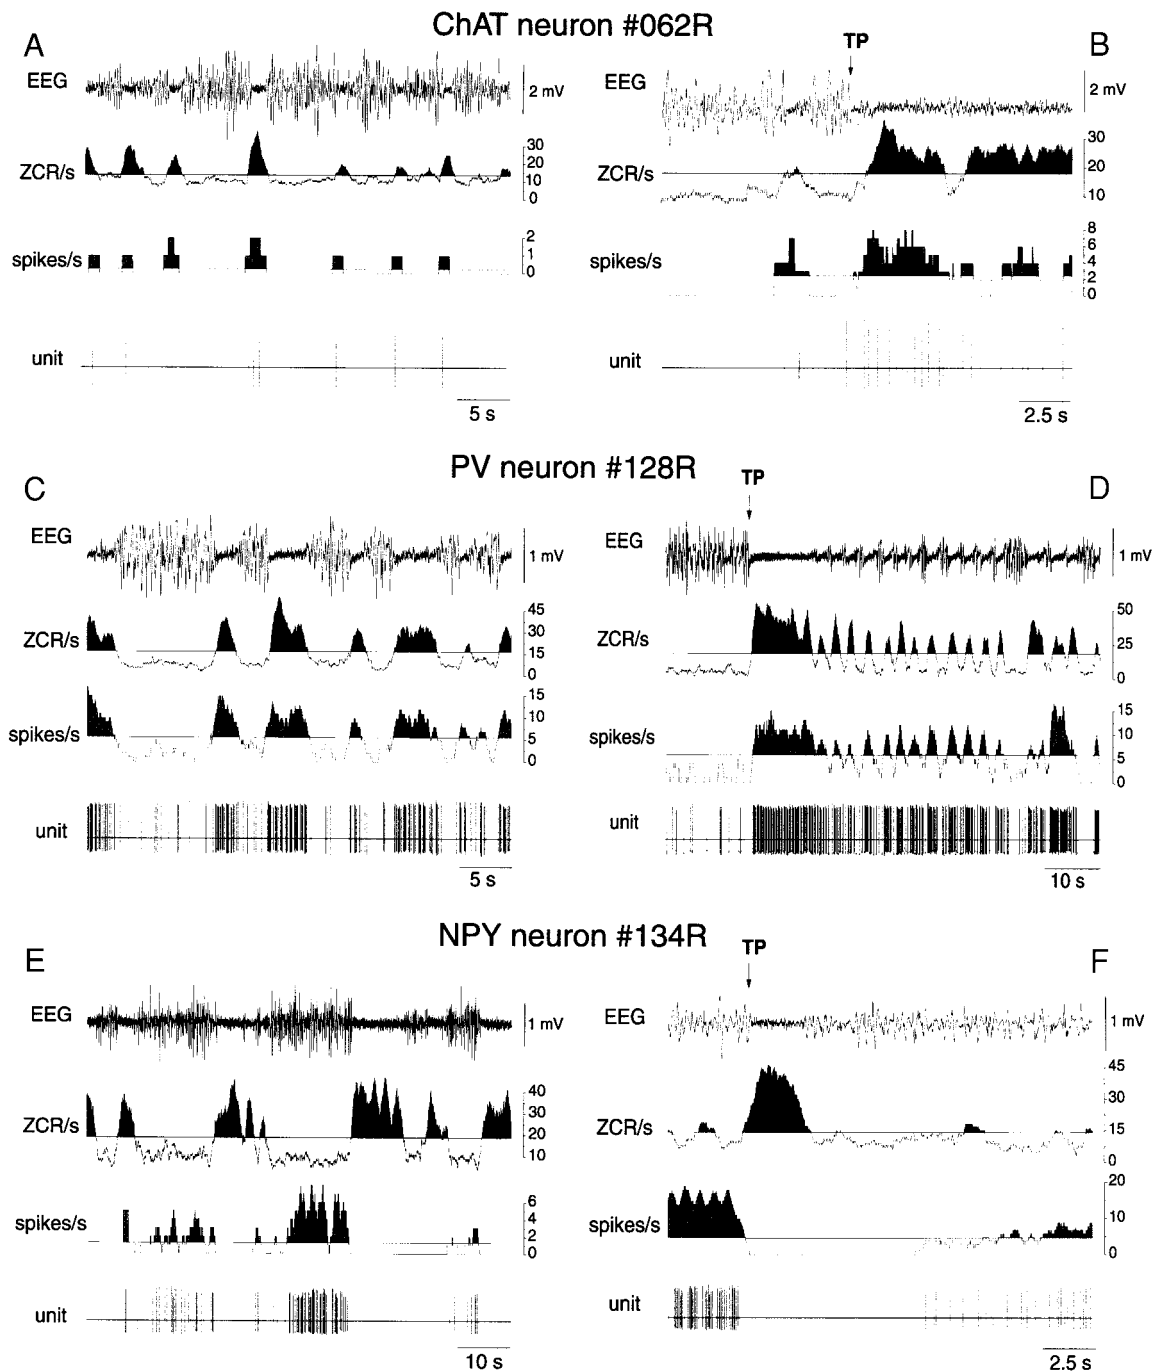 ChAT neuron #062R
A
B
TP
EEG
2 mV
EEG
2 mV
ZCR/s
30
20
10
0
ZCR/s
30
20
10
spikes/s
2
1
0
spikes/s
8
6
4
2
0
unit
unit
5 s
2.5 s
PV neuron #128R
C
D
TP
EEG
1 mV
EEG
1 mV
ZCR/s
45
30
15
0
ZCR/s
50
25
0
spikes/s
15
10
5
0
spikes/s
15
10
5
0
unit
unit
5 s
10 s
NPY neuron #134R
E
F
TP
EEG
1 mV
EEG
1 mV
ZCR/s
40
30
20
10
ZCR/s
45
30
15
0
spikes/s
6
4
2
0
spikes/s
20
10
0
unit
unit
10 s
2.5 s